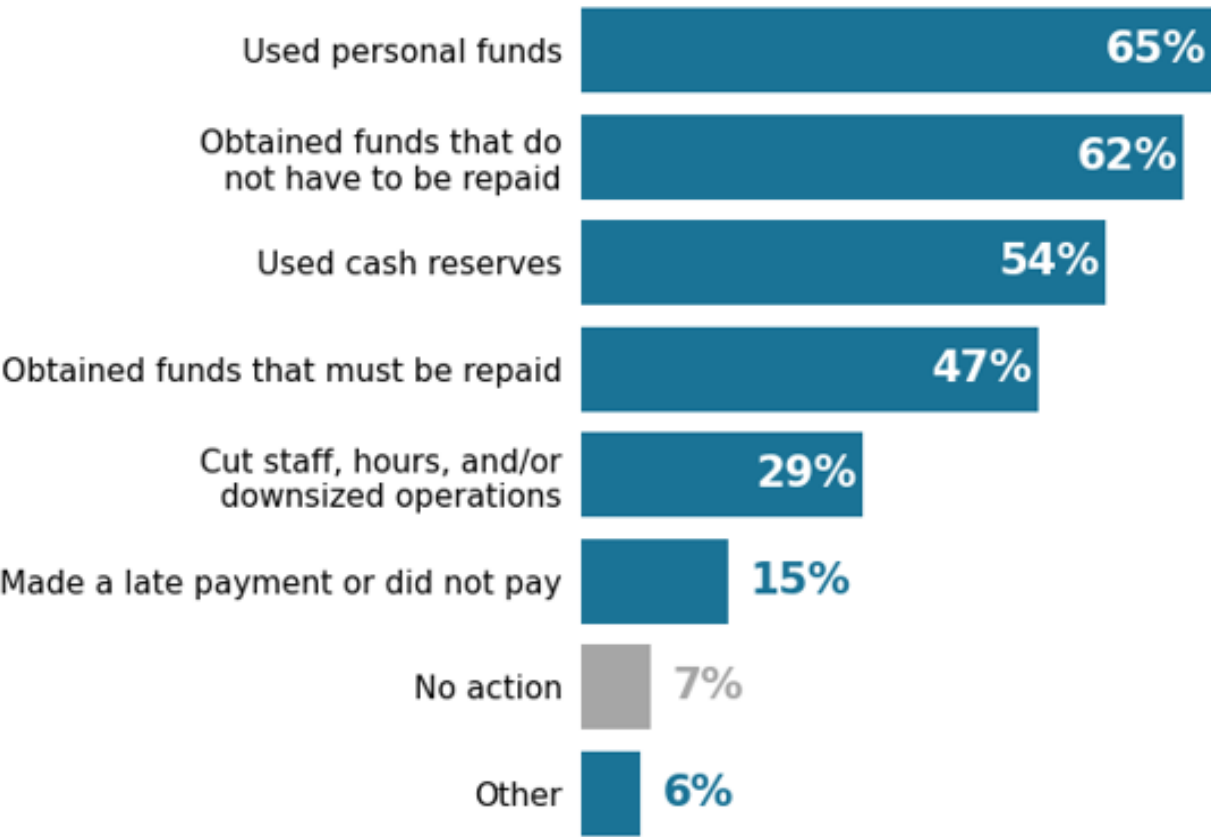 Used personal funds 65%
Obtained funds that do
not have to be repaid 62%
Used cash reserves 54%
Obtained funds that must be repaid 47%
Cut staff, hours, and/or
downsized operations 29%
Made a late payment or did not pay 15%
No action 7%
Other 6%